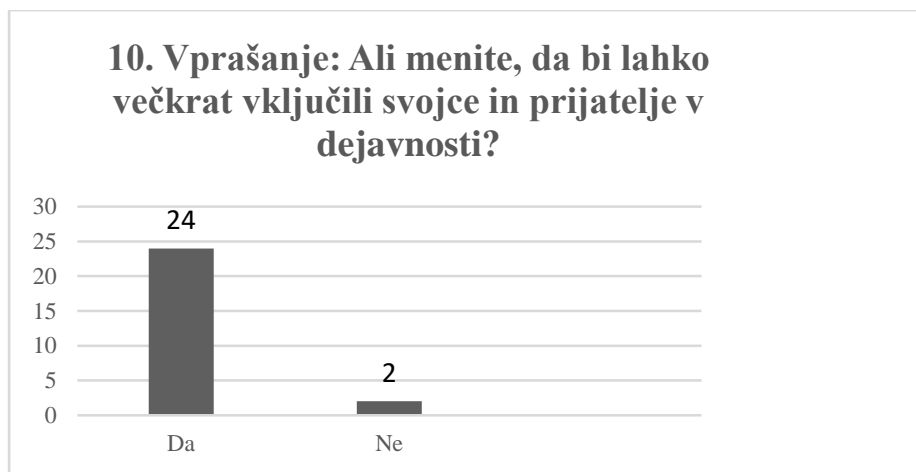 10. Vprašanje: Ali menite, da bi lahko
večkrat vključili svojce in prijatelje v
dejavnosti?
30
25
20
15
10
5
0
24
2
Da
Ne